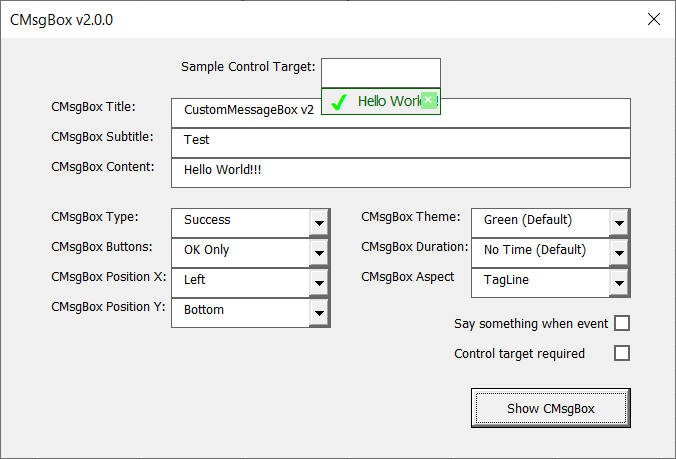 CMsgBox v2.0.0
Sample Control Target:
Hello World!
CMsgBox Title: CustomMessageBox v2
CMsgBox Subtitle: Test
CMsgBox Content: Hello World!!!
CMsgBox Type: Success CMsgBox Theme: Green (Default)
CMsgBox Buttons: OK Only CMsgBox Duration: No Time (Default)
CMsgBox Position X: Left CMsgBox Aspect TagLine
CMsgBox Position Y: Bottom
Say something when event
Control target required
Show CMsgBox